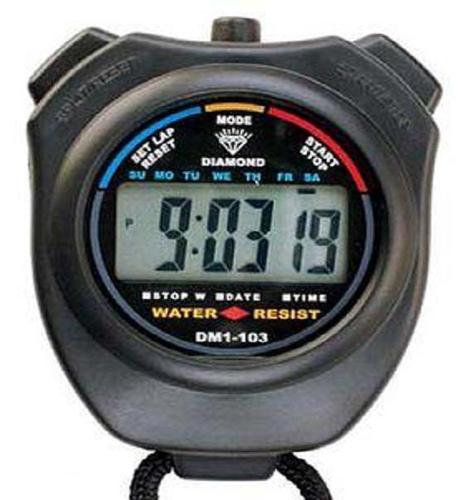 MODE
SET LAP
RESET
START
STOP
DIAMOND
SU MO TU WE TH FR SA
P 9:03 19
STOP W DATE TIME
WATER RESIST
DM1-103